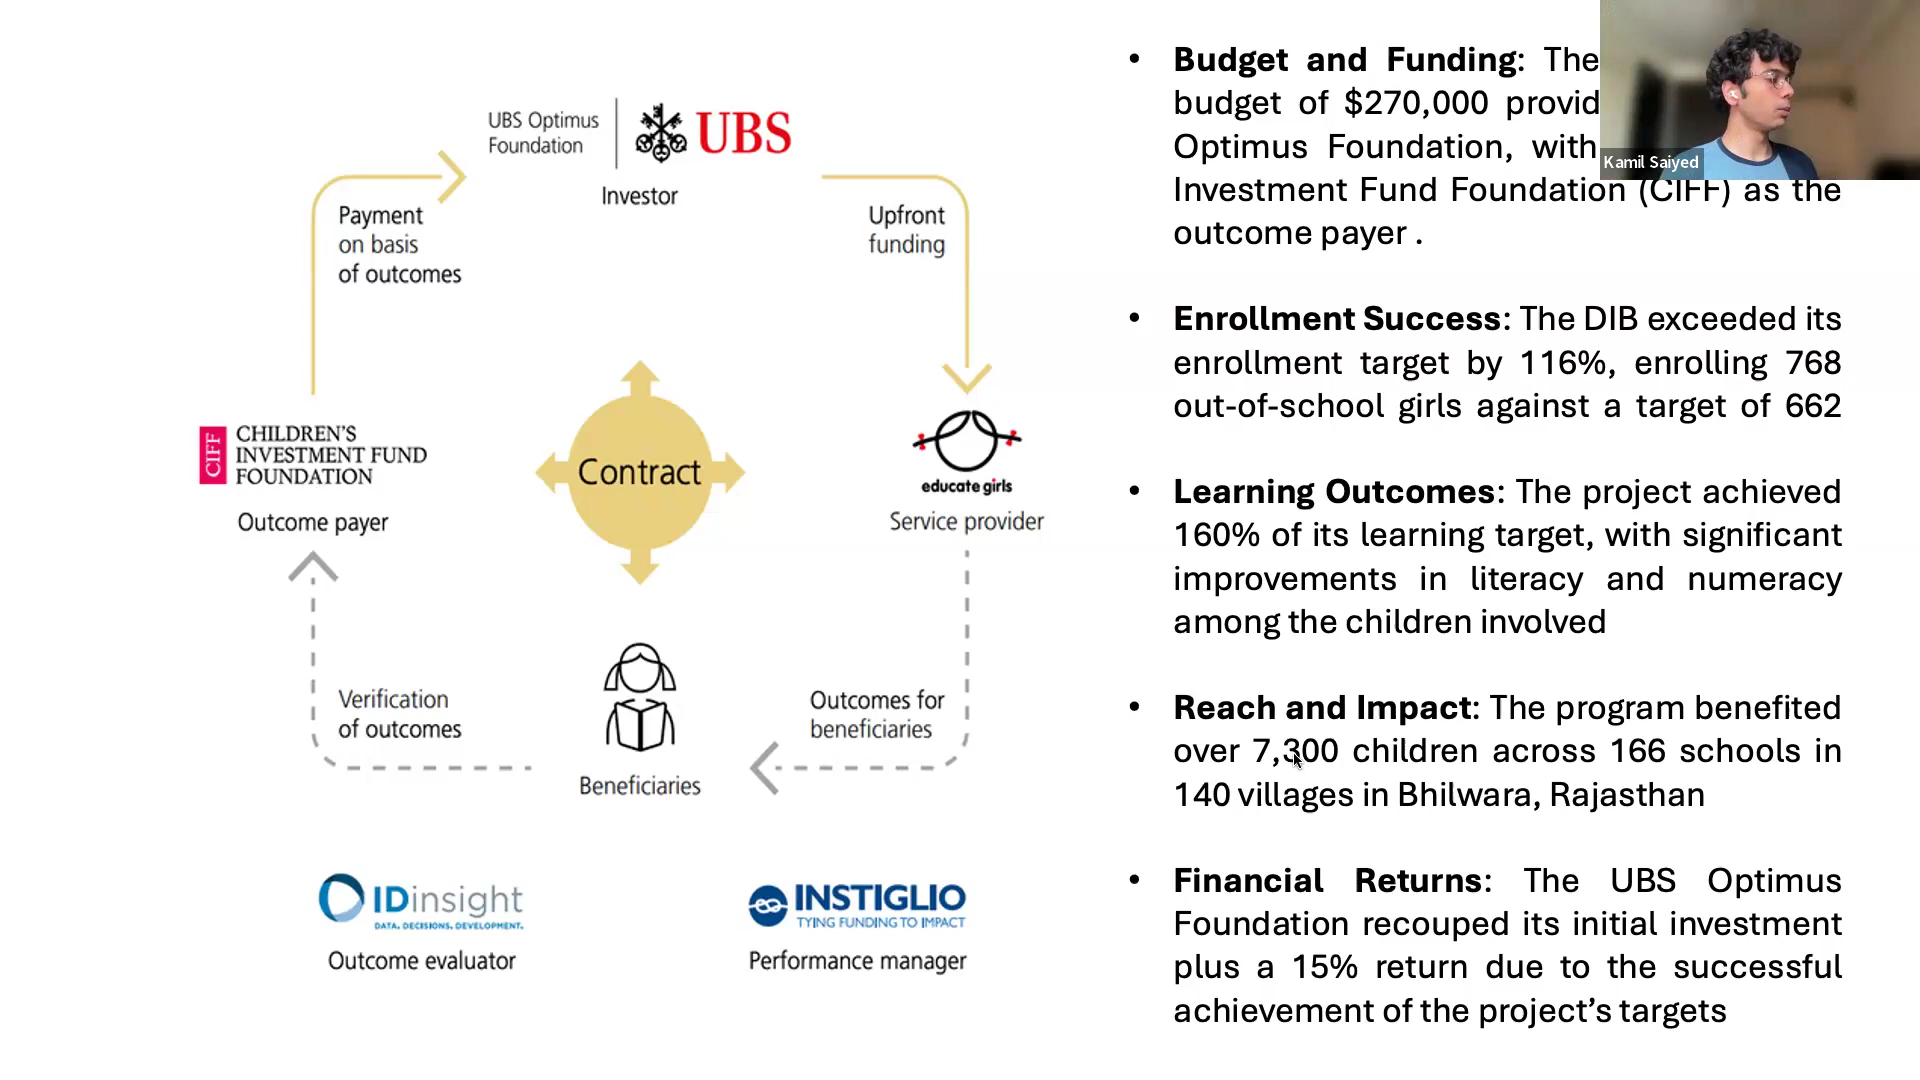 UBS Optimus
Foundation
UBS
Investor
Payment
on basis
of outcomes
Upfront
funding
CIFF
CHILDREN'S
INVESTMENT FUND
FOUNDATION
Outcome payer
Contract
educate girls
Service provider
Verification
of outcomes
Outcomes for
beneficiaries
Beneficiaries
IDinsight
DATA. DECISIONS. DEVELOPMENT.
Outcome evaluator
INSTIGLIO
TYING FUNDING TO IMPACT
Performance manager
• Budget and Funding: The
budget of $270,000 provid
Optimus Foundation, with
Investment Fund Foundation (CIFF) as the
outcome payer .
• Enrollment Success: The DIB exceeded its
enrollment target by 116%, enrolling 768
out-of-school girls against a target of 662
• Learning Outcomes: The project achieved
160% of its learning target, with significant
improvements in literacy and numeracy
among the children involved
• Reach and Impact: The program benefited
over 7,300 children across 166 schools in
140 villages in Bhilwara, Rajasthan
• Financial Returns: The UBS Optimus
Foundation recouped its initial investment
plus a 15% return due to the successful
achievement of the project's targets
Kamil Saiyed